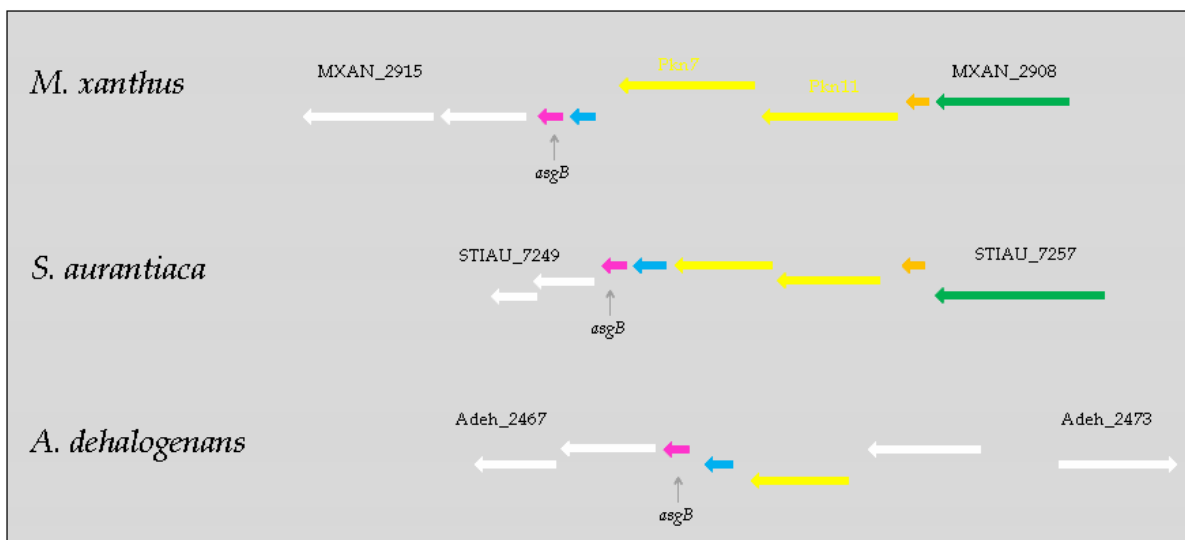 M. xanthus
MXAN_2915
Pkn7
Pkn11
MXAN_2908
asgB
S. aurantiaca
STIAU_7249
STIAU_7257
asgB
A. dehalogenans
Adeh_2467
Adeh_2473
asgB